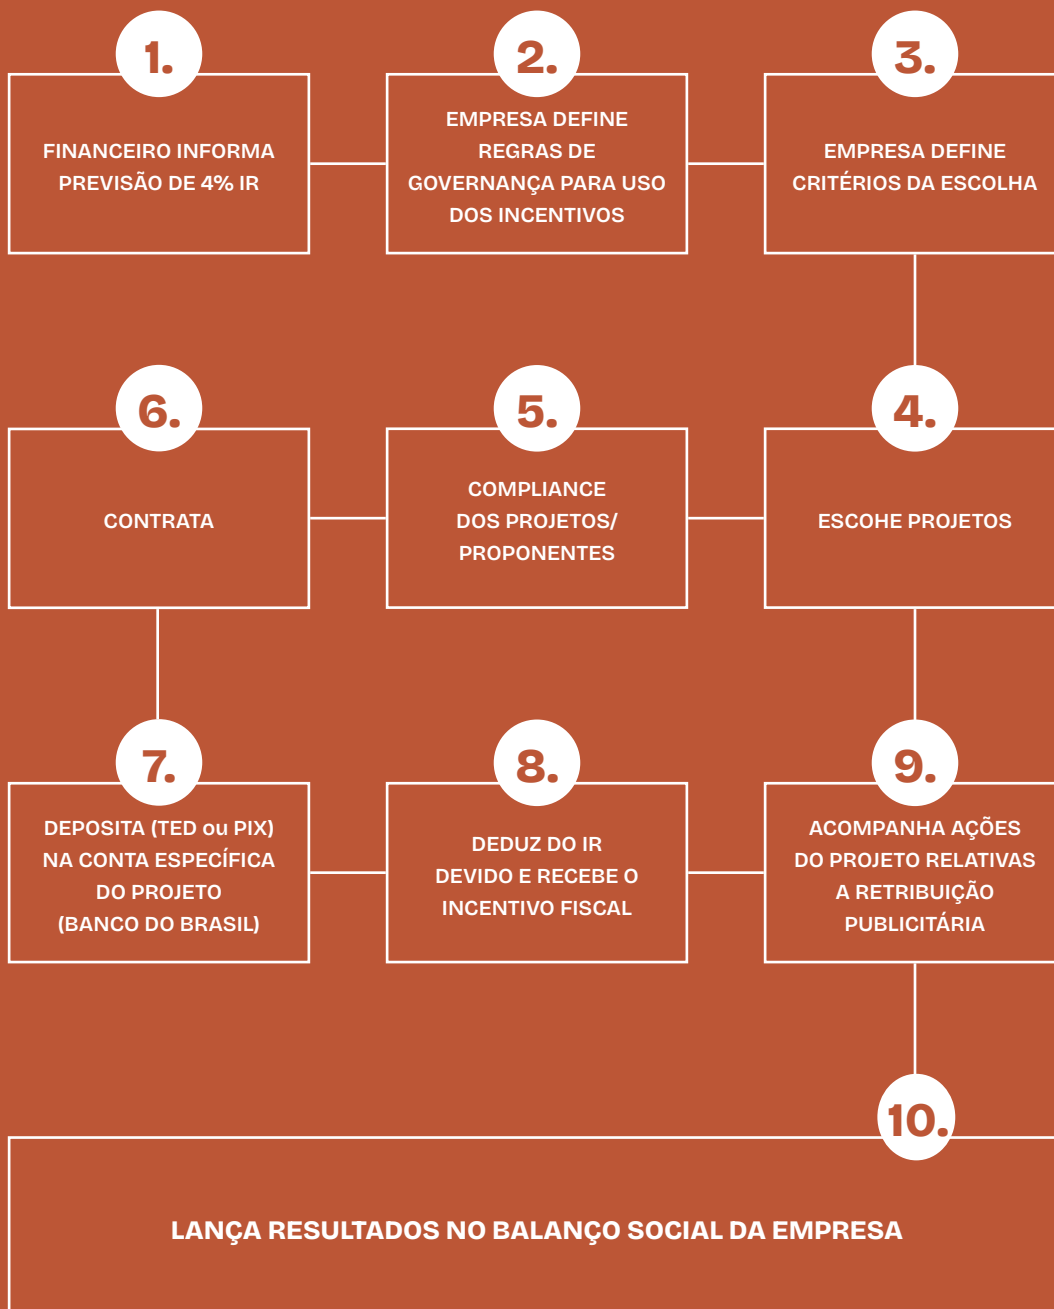 1.
FINANCEIRO INFORMA
PREVISÃO DE 4% IR
2.
EMPRESA DEFINE
REGRAS DE
GOVERNANÇA PARA USO
DOS INCENTIVOS
3.
EMPRESA DEFINE
CRITÉRIOS DA ESCOLHA
4.
ESCOHE PROJETOS
5.
COMPLIANCE
DOS PROJETOS/
PROPONENTES
6.
CONTRATA
7.
DEPOSITA (TED ou PIX)
NA CONTA ESPECÍFICA
DO PROJETO
(BANCO DO BRASIL)
8.
DEDUZ DO IR
DEVIDO E RECEBE O
INCENTIVO FISCAL
9.
ACOMPANHA AÇÕES
DO PROJETO RELATIVAS
A RETRIBUIÇÃO
PUBLICITÁRIA
10.
LANÇA RESULTADOS NO BALANÇO SOCIAL DA EMPRESA